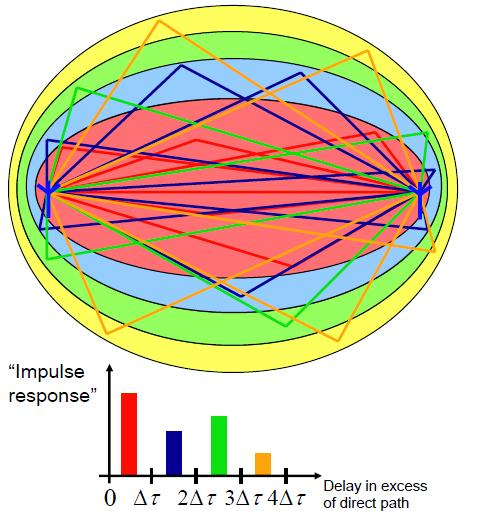 “Impulse
response”
0 Δτ 2Δτ 3Δτ 4Δτ
Delay in excess
of direct path